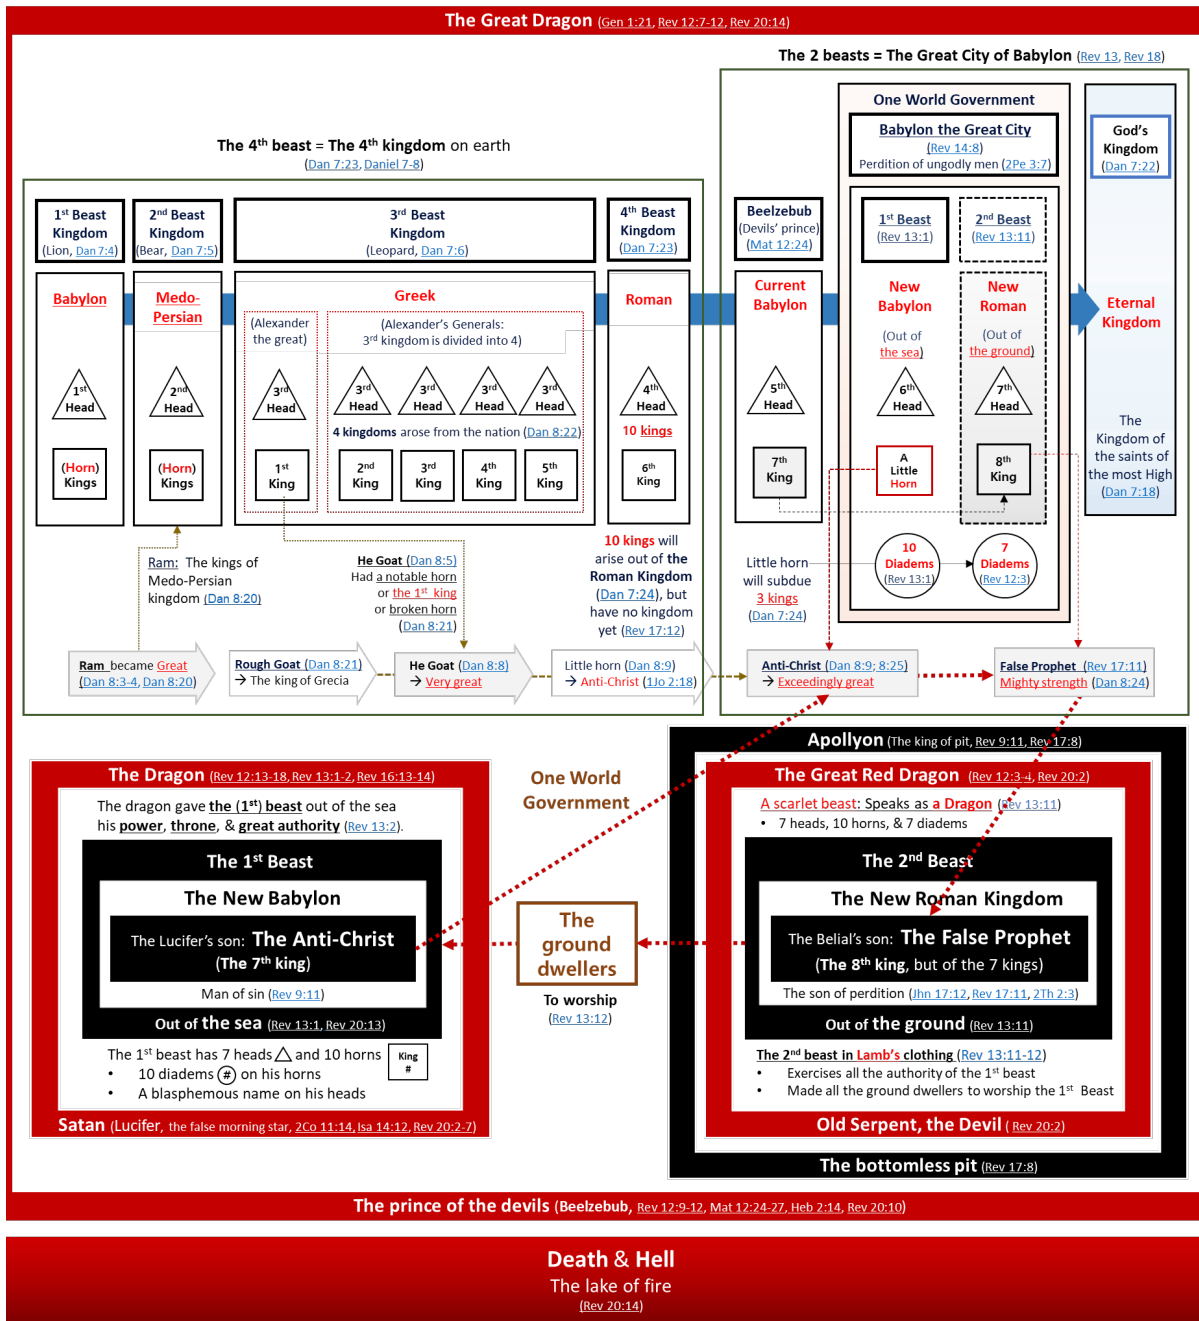 The Great Dragon (Gen 1:21, Rev 12:7-12, Rev 20:14)
The 2 beasts = The Great City of Babylon (Rev 13, Rev 18)
One World Government
Babylon the Great City
(Rev 14:8)
Perdition of ungodly men (2Pe 3:7)
God's
Kingdom
(Dan 7:22)
The 4th beast = The 4th kingdom on earth
(Dan 7:23, Daniel 7-8)
1st Beast
Kingdom
(Lion, Dan 7:4)
2nd Beast
Kingdom
(Bear, Dan 7:5)
3rd Beast
Kingdom
(Leopard, Dan 7:6)
4th Beast
Kingdom
(Dan 7:23)
Beelzebub
(Devils' prince)
(Mat 12:24)
1st Beast
(Rev 13:1)
2nd Beast
(Rev 13:11)
Babylon
Medo-
Persian
Greek
Roman
Current
Babylon
New
Babylon
New
Roman
Eternal
Kingdom
(Alexander
the great)
(Alexander's Generals:
3rd kingdom is divided into 4)
(Out of
the sea)
(Out of
the ground)
1st
Head
2nd
Head
3rd
Head
3rd
Head
3rd
Head
3rd
Head
3rd
Head
4th
Head
5th
Head
6th
Head
7th
Head
4 kingdoms arose from the nation (Dan 8:22)
10 kings
The
Kingdom of
the saints of
the most High
(Dan 7:18)
(Horn)
Kings
(Horn)
Kings
1st
King
2nd
King
3rd
King
4th
King
5th
King
6th
King
7th
King
A
Little
Horn
8th
King
Ram: The kings of
Medo-Persian
kingdom (Dan 8:20)
He Goat (Dan 8:5)
Had a notable horn
or the 1st king
or broken horn
(Dan 8:21)
10 kings will
arise out of the
Roman Kingdom
(Dan 7:24), but
have no kingdom
yet (Rev 17:12)
Little horn
will subdue
3 kings
(Dan 7:24)
10
Diadems
(Rev 13:1)
7
Diadems
(Rev 12:3)
Ram became Great
(Dan 8:3-4, Dan 8:20)
Rough Goat (Dan 8:21)
→ The king of Grecia
He Goat (Dan 8:8)
→ Very great
Little horn (Dan 8:9)
→ Anti-Christ (1Jo 2:18)
Anti-Christ (Dan 8:9; 8:25)
→ Exceedingly great
False Prophet (Rev 17:11)
Mighty strength (Dan 8:24)
Apollyon (The king of pit, Rev 9:11, Rev 17:8)
The Dragon (Rev 12:13-18, Rev 13:1-2, Rev 16:13-14)
The dragon gave the (1st) beast out of the sea
his power, throne, & great authority (Rev 13:2).
The 1st Beast
The New Babylon
The Lucifer's son: The Anti-Christ
(The 7th king)
Man of sin (Rev 9:11)
Out of the sea (Rev 13:1, Rev 20:13)
The 1st beast has 7 heads and 10 horns
King
#
• 10 diadems # on his horns
• A blasphemous name on his heads
Satan (Lucifer, the false morning star, 2Co 11:14, Isa 14:12, Rev 20:2-7)
One World
Government
The
ground
dwellers
To worship
(Rev 13:12)
The Great Red Dragon (Rev 12:3-4, Rev 20:2)
A scarlet beast: Speaks as a Dragon (Rev 13:11)
• 7 heads, 10 horns, & 7 diadems
The 2nd Beast
The New Roman Kingdom
The Belial's son: The False Prophet
(The 8th king, but of the 7 kings)
The son of perdition (Jhn 17:12, Rev 17:11, 2Th 2:3)
Out of the ground (Rev 13:11)
The 2nd beast in Lamb's clothing (Rev 13:11-12)
• Exercises all the authority of the 1st beast
• Made all the ground dwellers to worship the 1st Beast
Old Serpent, the Devil ( Rev 20:2)
The bottomless pit (Rev 17:8)
The prince of the devils (Beelzebub, Rev 12:9-12, Mat 12:24-27, Heb 2:14, Rev 20:10)
Death & Hell
The lake of fire
(Rev 20:14)